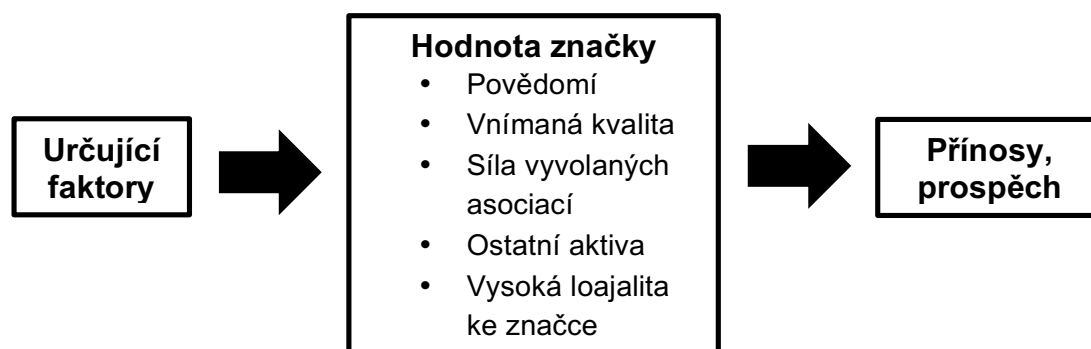 Určující
faktory
Hodnota značky
• Povědomí
• Vnímaná kvalita
• Síla vyvolaných
asociací
• Ostatní aktiva
• Vysoká loajalita
ke značce
Přínosy,
prospěch